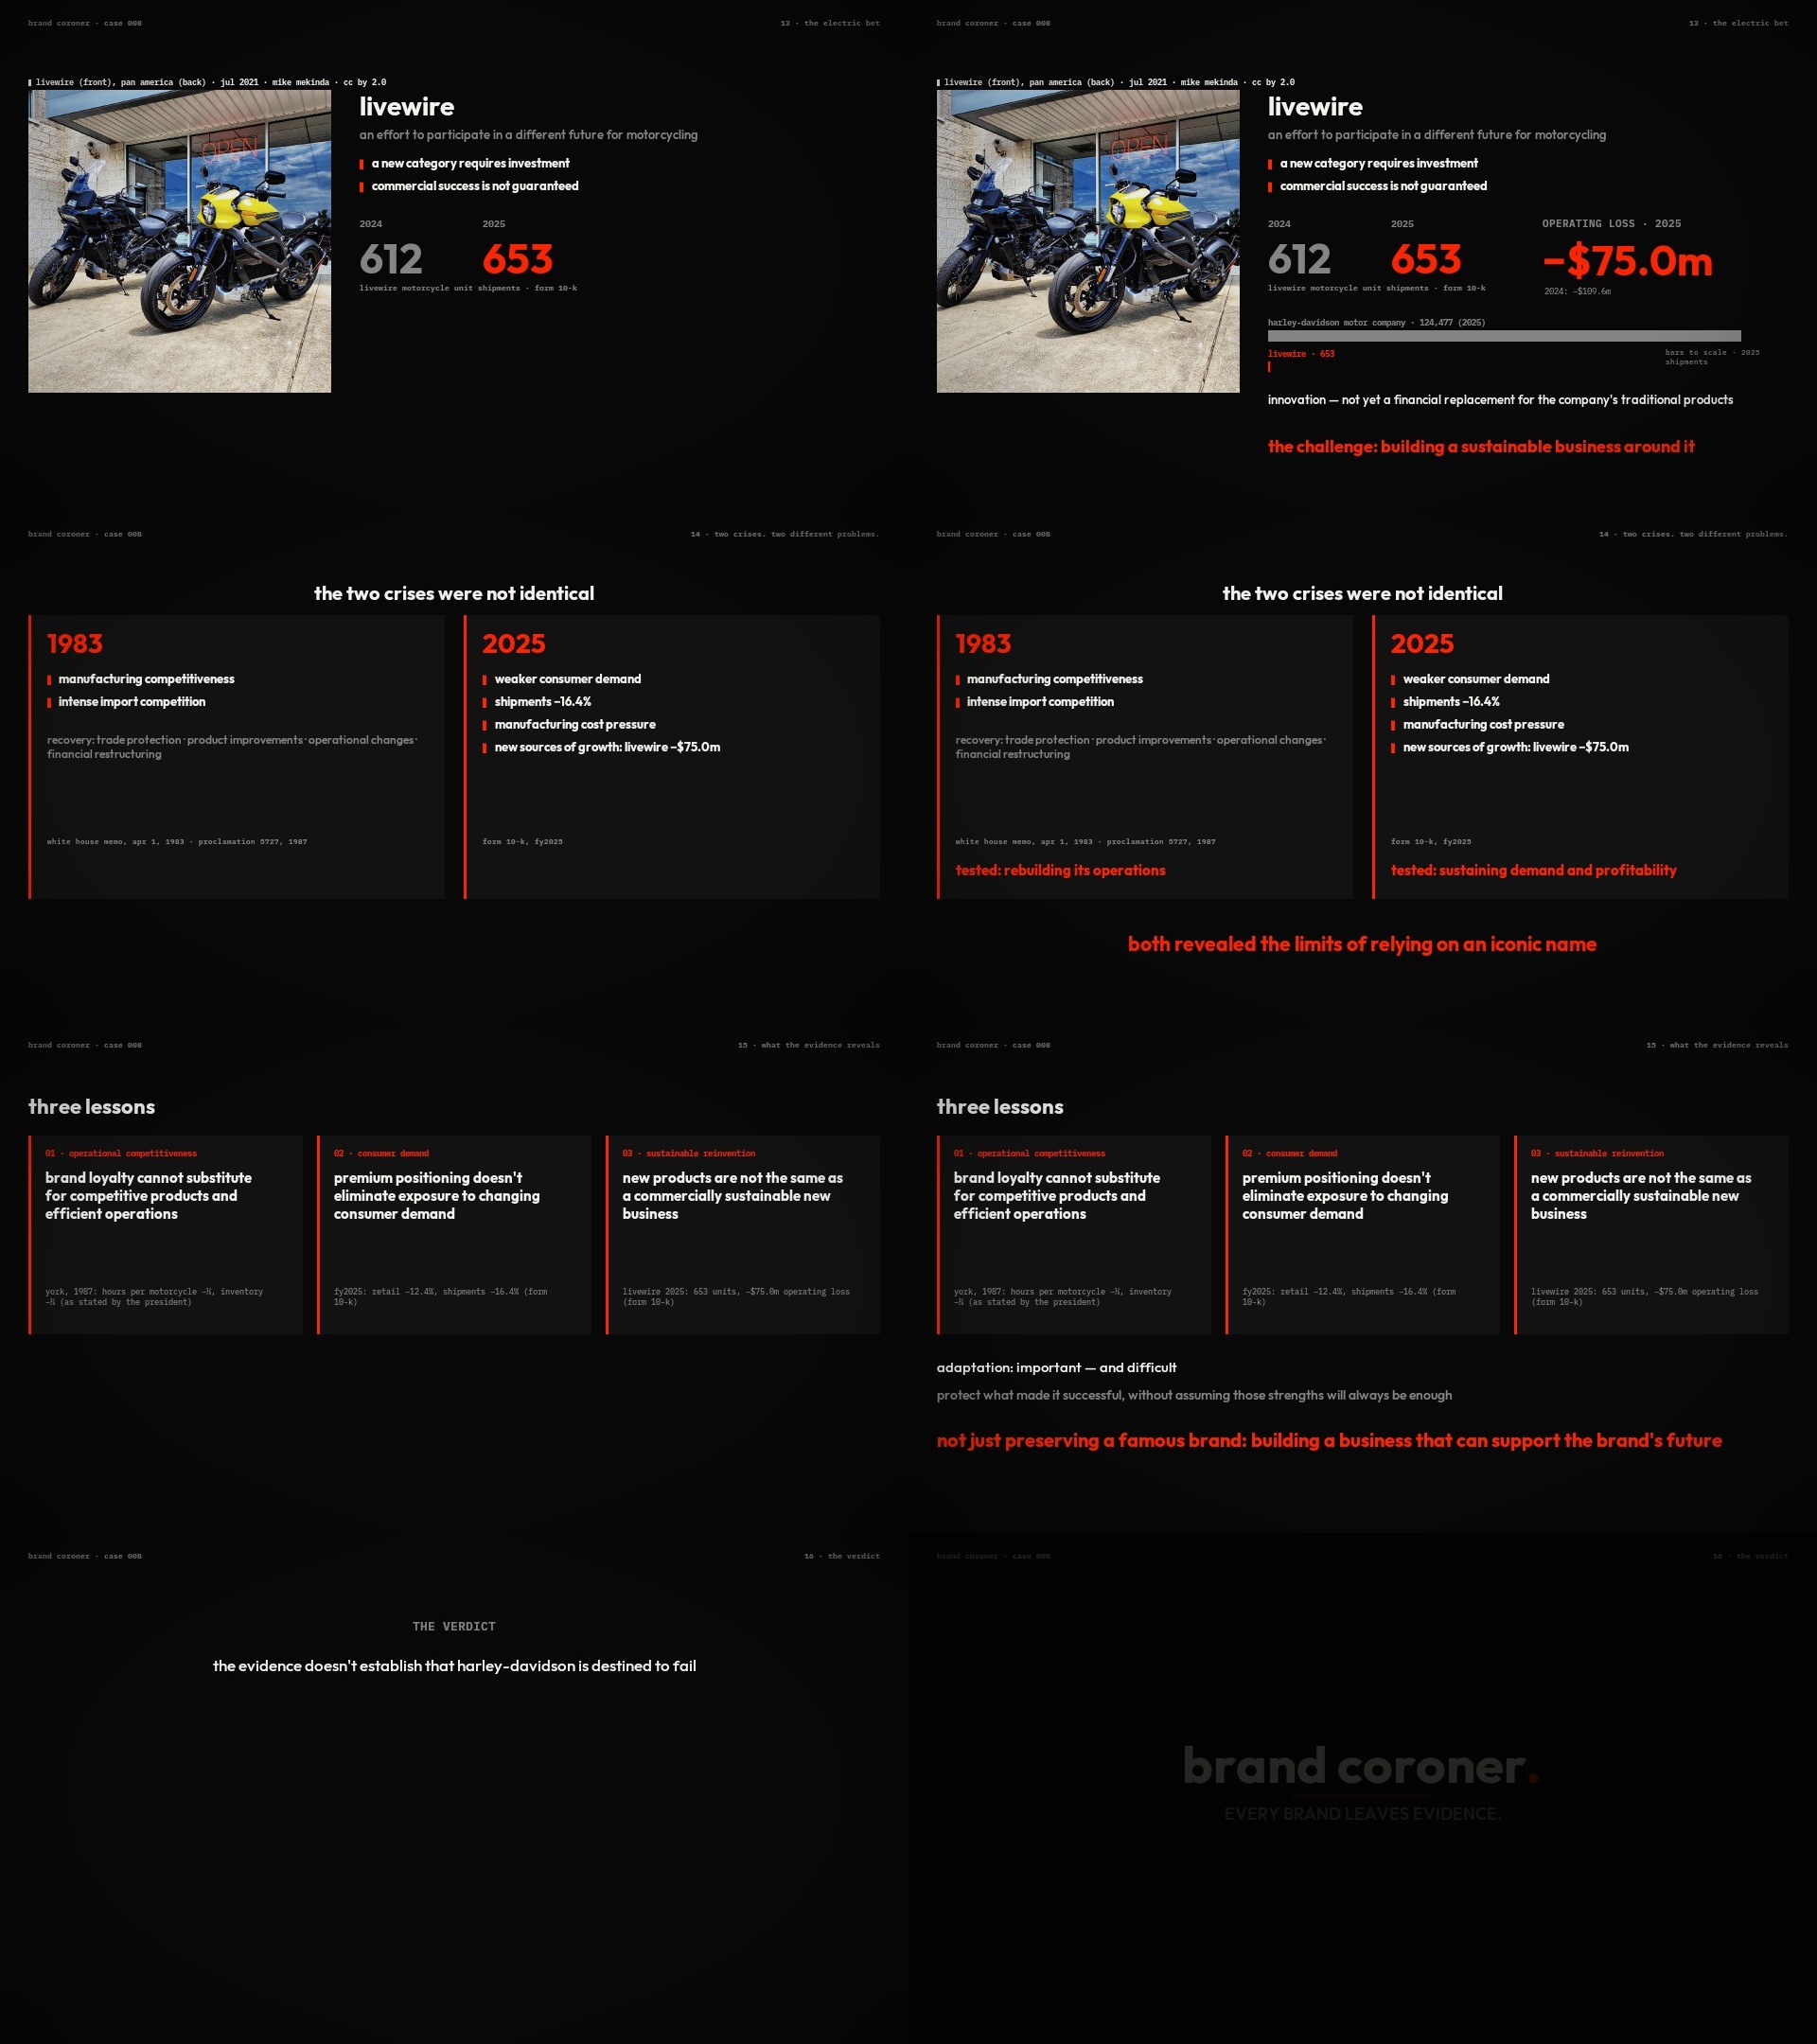 brand coroner · case 008
13 · the electric bet
livewire (front), pan america (back) · jul 2021 · mike mekinda · cc by 2.0
OPEN
livewire
an effort to participate in a different future for motorcycling
a new category requires investment
commercial success is not guaranteed
2024
2025
612
653
livewire motorcycle unit shipments · form 10-k
brand coroner · case 008
13 · the electric bet
livewire (front), pan america (back) · jul 2021 · mike mekinda · cc by 2.0
OPEN
livewire
an effort to participate in a different future for motorcycling
a new category requires investment
commercial success is not guaranteed
2024
2025
OPERATING LOSS · 2025
612
653
−$75.0m
livewire motorcycle unit shipments · form 10-k
2024: −$109.6m
harley-davidson motor company · 124,477 (2025)
livewire · 653
bars to scale · 2025
shipments
innovation — not yet a financial replacement for the company's traditional products
the challenge: building a sustainable business around it
brand coroner · case 008
14 · two crises. two different problems.
the two crises were not identical
1983
manufacturing competitiveness
intense import competition
recovery: trade protection · product improvements · operational changes ·
financial restructuring
white house memo, apr 1, 1983 · proclamation 5727, 1987
2025
weaker consumer demand
shipments −16.4%
manufacturing cost pressure
new sources of growth: livewire −$75.0m
form 10-k, fy2025
brand coroner · case 008
14 · two crises. two different problems.
the two crises were not identical
1983
manufacturing competitiveness
intense import competition
recovery: trade protection · product improvements · operational changes ·
financial restructuring
white house memo, apr 1, 1983 · proclamation 5727, 1987
tested: rebuilding its operations
2025
weaker consumer demand
shipments −16.4%
manufacturing cost pressure
new sources of growth: livewire −$75.0m
form 10-k, fy2025
tested: sustaining demand and profitability
both revealed the limits of relying on an iconic name
brand coroner · case 008
15 · what the evidence reveals
three lessons
01 · operational competitiveness
brand loyalty cannot substitute
for competitive products and
efficient operations
york, 1987: hours per motorcycle
inventory
(as stated by the president)
02 · consumer demand
premium positioning doesn't
eliminate exposure to changing
consumer demand
fy2025: retail −12.4%, shipments −16.4% (form
10-k)
03 · sustainable reinvention
new products are not the same as
a commercially sustainable new
business
livewire 2025: 653 units, −$75.0m operating loss
(form 10-k)
brand coroner · case 008
15 · what the evidence reveals
three lessons
01 · operational competitiveness
brand loyalty cannot substitute
for competitive products and
efficient operations
york, 1987: hours per motorcycle
inventory
(as stated by the president)
02 · consumer demand
premium positioning doesn't
eliminate exposure to changing
consumer demand
fy2025: retail −12.4%, shipments −16.4% (form
10-k)
03 · sustainable reinvention
new products are not the same as
a commercially sustainable new
business
livewire 2025: 653 units, −$75.0m operating loss
(form 10-k)
adaptation: important — and difficult
protect what made it successful, without assuming those strengths will always be enough
not just preserving a famous brand: building a business that can support the brand's future
brand coroner · case 008
16 · the verdict
THE VERDICT
the evidence doesn't establish that harley-davidson is destined to fail
brand coroner · case 008
16 · the verdict
brand coroner.
EVERY BRAND LEAVES EVIDENCE.